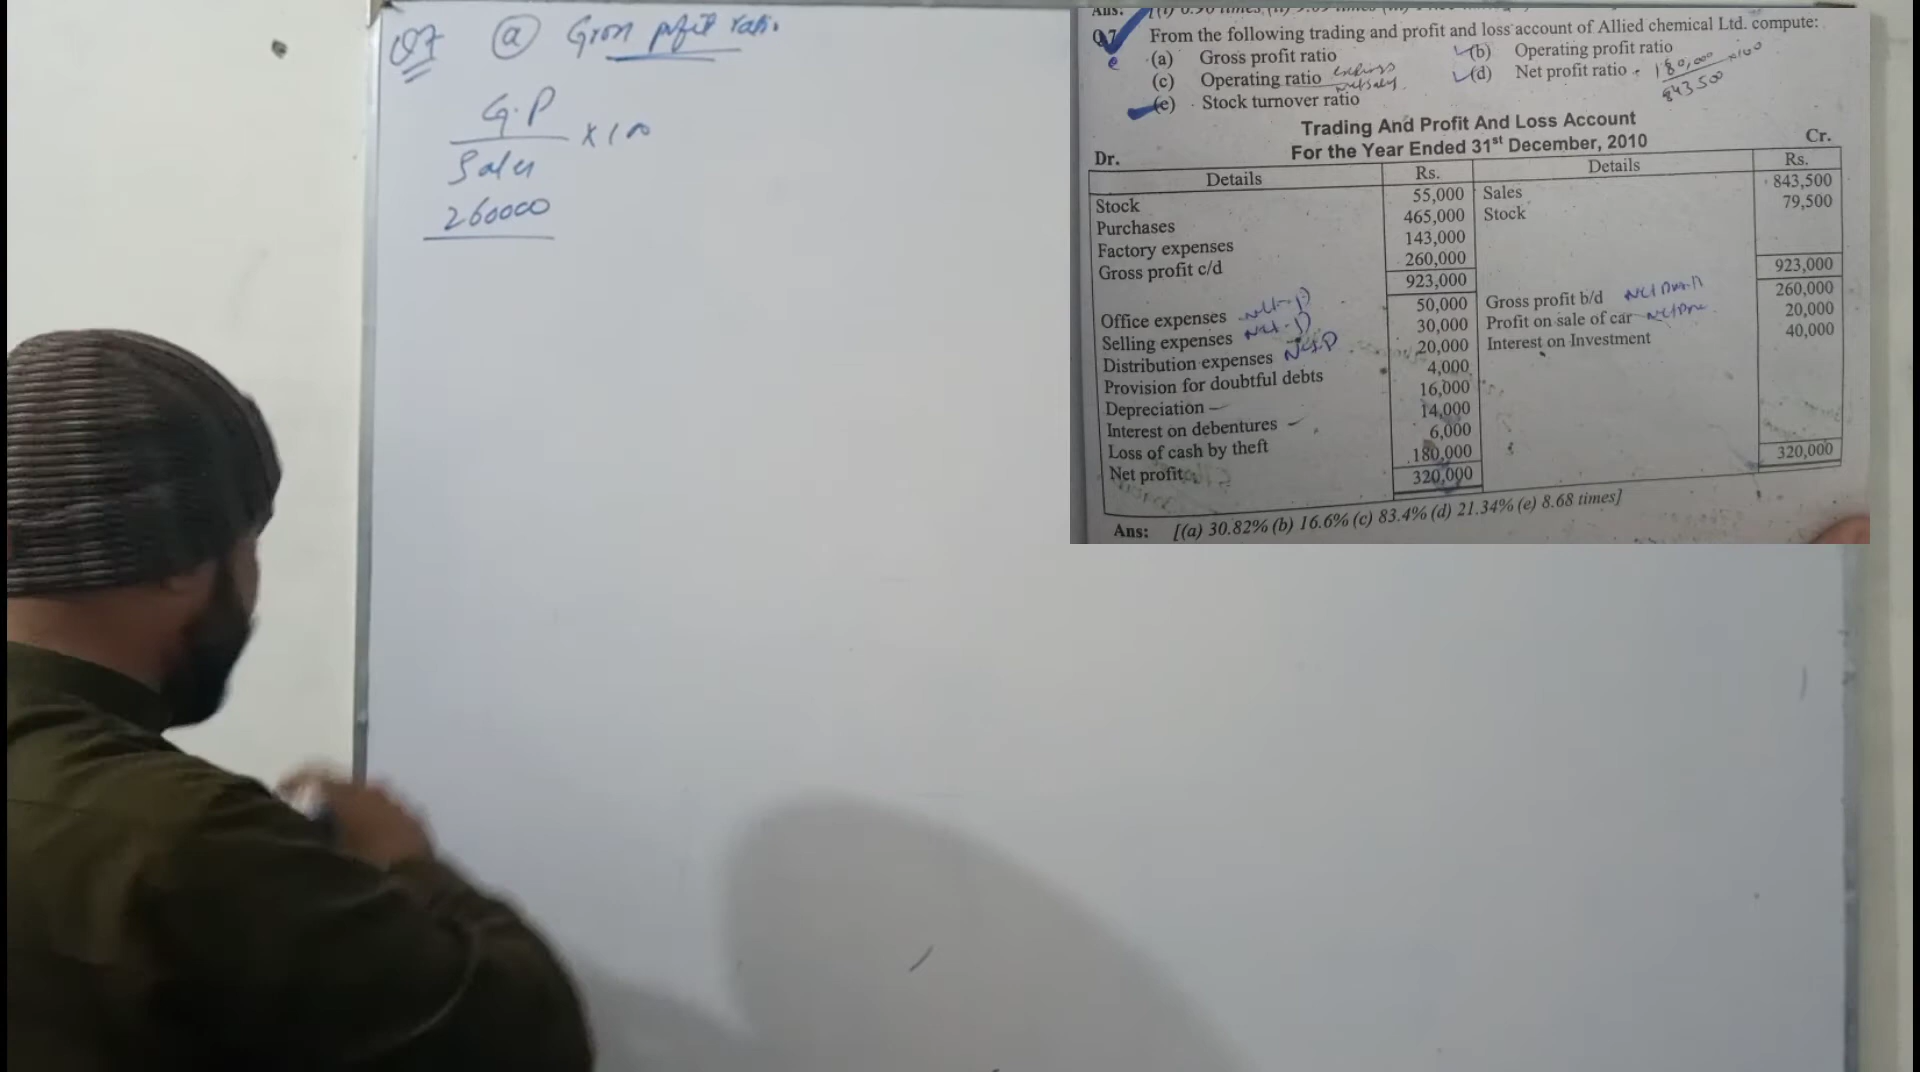 Q7 (a) Gross profit ratio.
G.P
Sales
× 100
260000
Ans:
Q7 From the following trading and profit and loss account of Allied chemical Ltd. compute:
(a) Gross profit ratio (b) Operating profit ratio
(c) Operating ratio (d) Net profit ratio 180,000 ×100
843500
(e) Stock turnover ratio
Trading And Profit And Loss Account
For the Year Ended 31st December, 2010
Dr. Cr.
Details Rs. Details Rs.
Stock 55,000 Sales 843,500
Purchases 465,000 Stock 79,500
Factory expenses 143,000
Gross profit c/d 260,000
923,000 923,000
Office expenses 50,000 Gross profit b/d 260,000
Selling expenses 30,000 Profit on sale of car 20,000
Distribution expenses 20,000 Interest on Investment 40,000
Provision for doubtful debts 4,000
Depreciation 16,000
Interest on debentures 14,000
Loss of cash by theft 6,000
Net profit 180,000
320,000 320,000
Ans: [(a) 30.82% (b) 16.6% (c) 83.4% (d) 21.34% (e) 8.68 times]